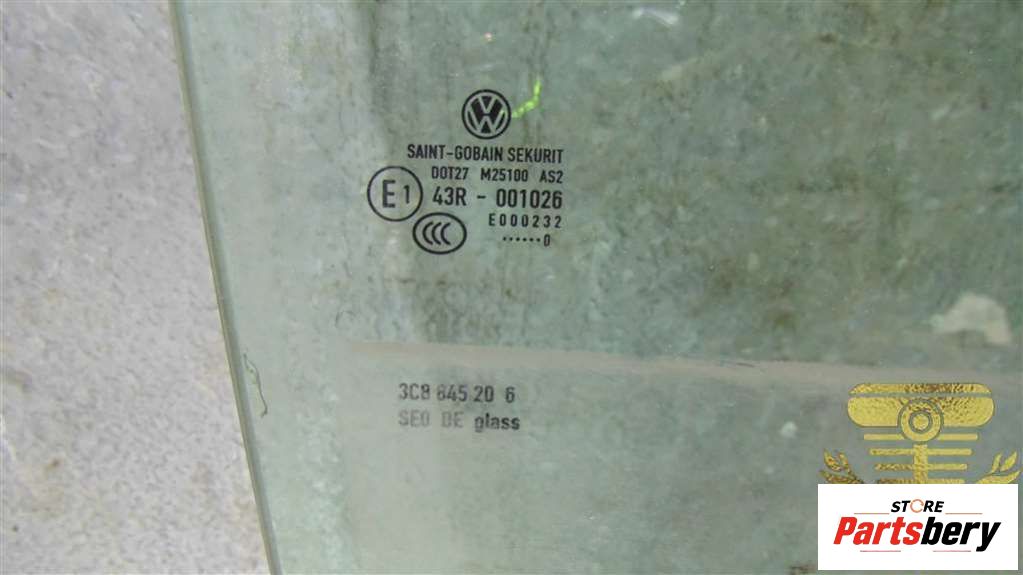 SAINT-GOBAIN SEKURIT
DOT27 M25100 AS2
E1 43R - 001026
E000232
CCC
......0
3C8 845 20 6
SEO DE glass
STORE
Partsbery